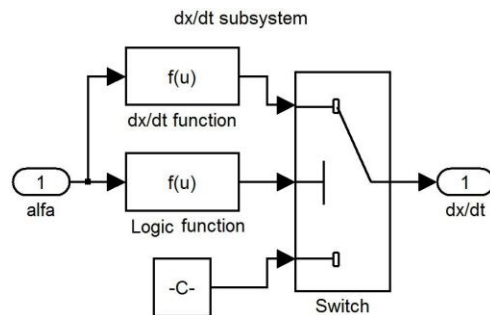 dx/dt subsystem
f(u)
dx/dt function
1
alfa
f(u)
Logic function
1
dx/dt
-C-
Switch